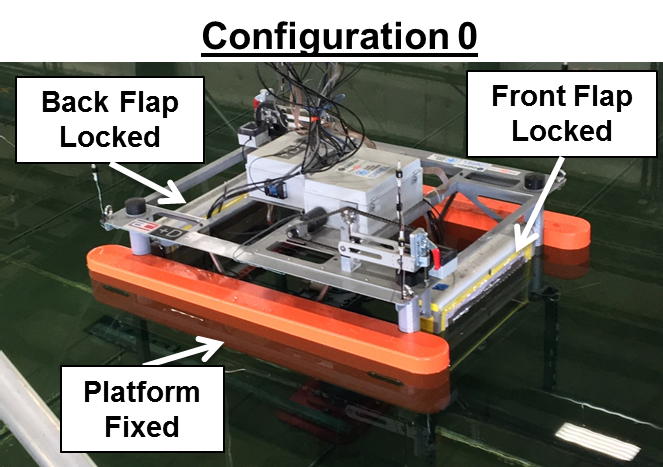 Configuration 0
Back Flap
Locked
Front Flap
Locked
+D
Platform
Fixed